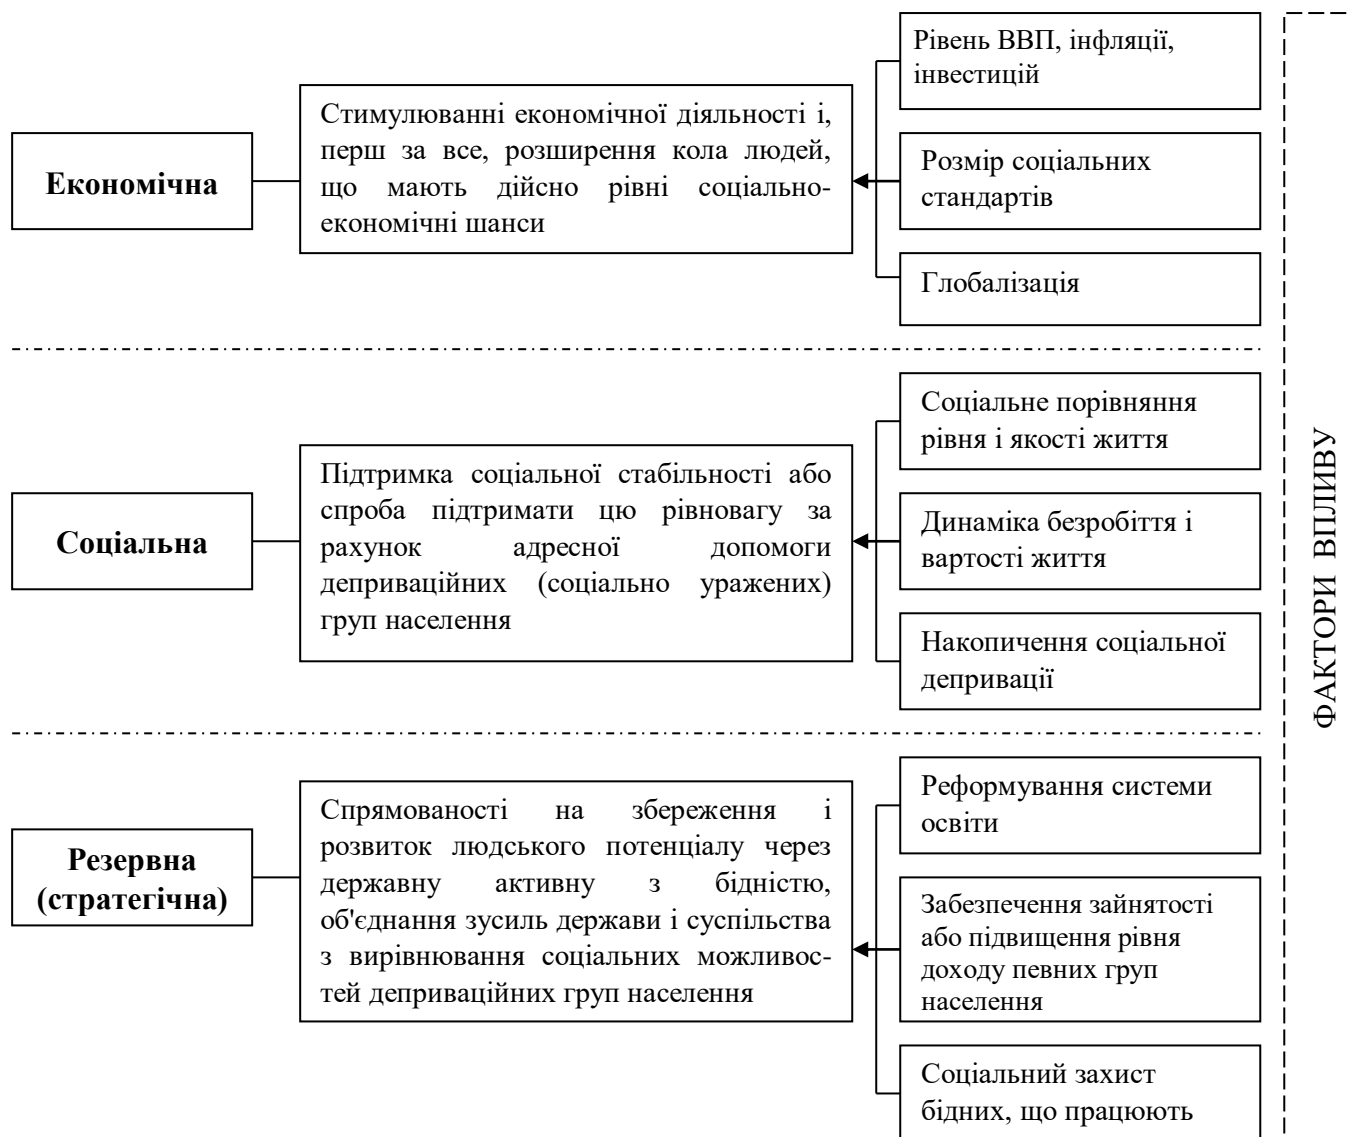 Економічна
Стимулюванні економічної діяльності і,
перш за все, розширення кола людей,
що мають дійсно рівні соціально-
економічні шанси
Рівень ВВП, інфляції,
інвестицій
Розмір соціальних
стандартів
Глобалізація
Соціальна
Підтримка соціальної стабільності або
спроба підтримати цю рівновагу за
рахунок адресної допомоги
деприваційних (соціально уражених)
груп населення
Соціальне порівняння
рівня і якості життя
Динаміка безробіття і
вартості життя
Накопичення соціальної
депривації
Резервна
(стратегічна)
Спрямованості на збереження і
розвиток людського потенціалу через
державну активну з бідністю,
об'єднання зусиль держави і суспільства
з вирівнювання соціальних можливос-
тей деприваційних груп населення
Реформування системи
освіти
Забезпечення зайнятості
або підвищення рівня
доходу певних груп
населення
Соціальний захист
бідних, що працюють
ФАКТОРИ ВПЛИВУ